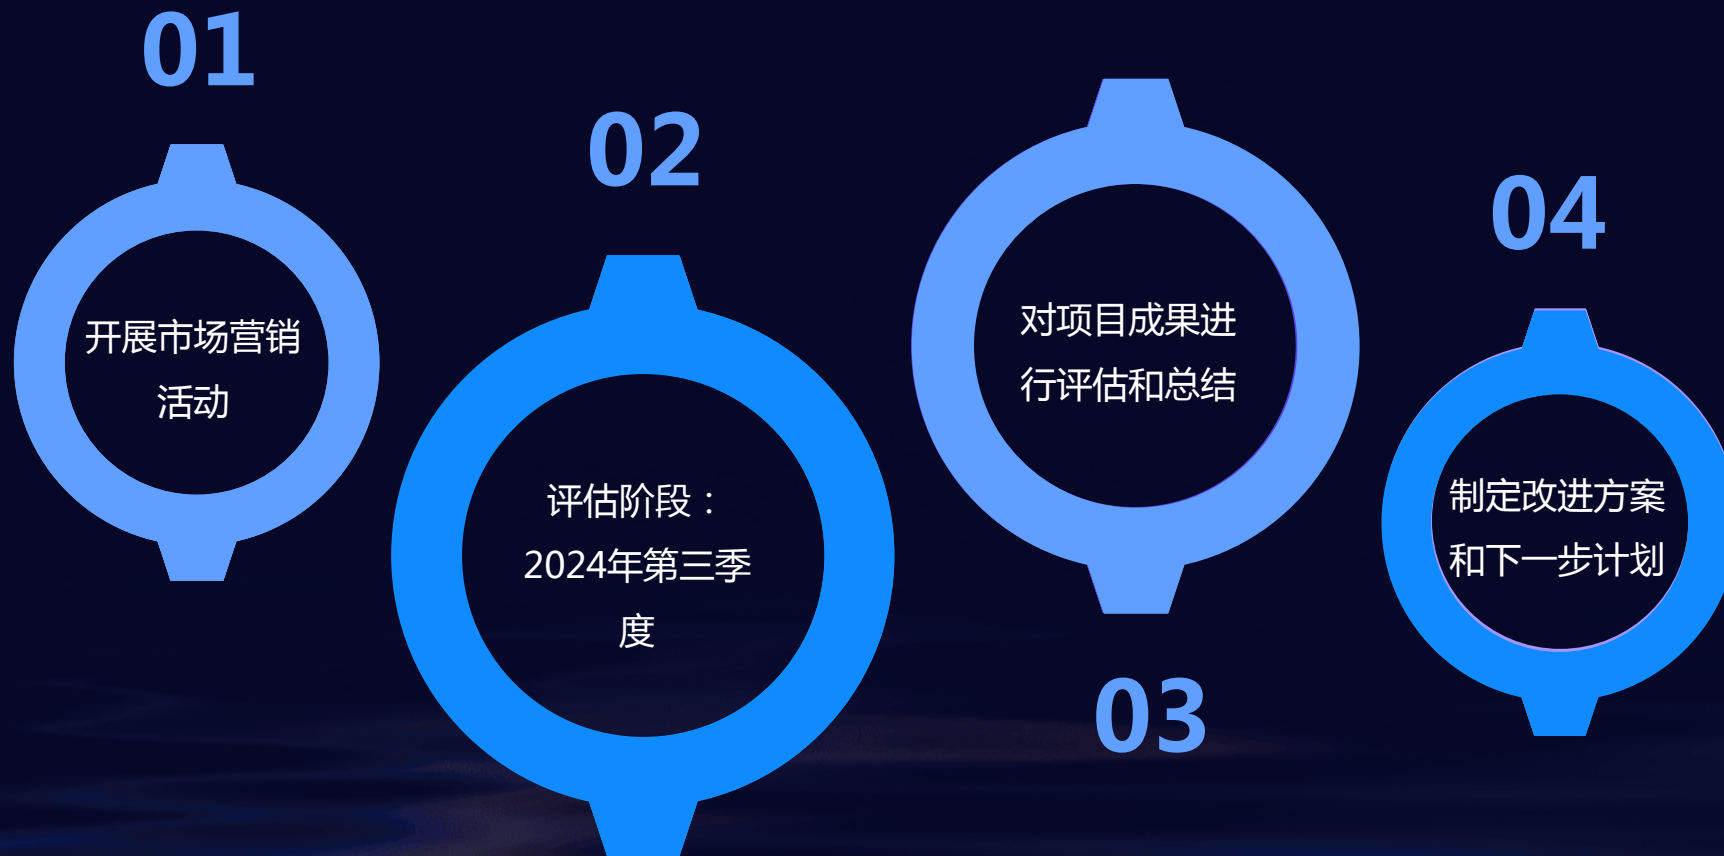 01
开展市场营销
活动
02
评估阶段：
2024年第三季
度
对项目成果进
行评估和总结
03
04
制定改进方案
和下一步计划